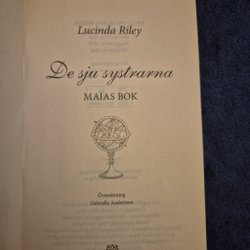 Lucinda Riley
De sju systrarna
MAIAS BOK
Översättning
Gabriella Andersson